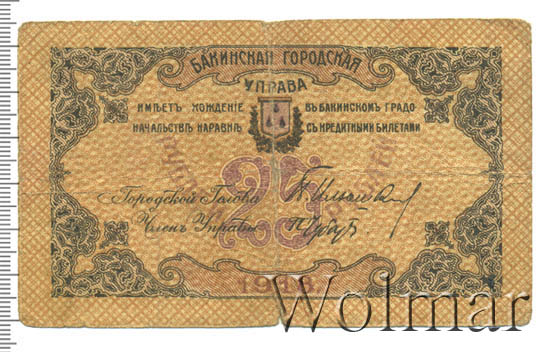 БАКИНСКАЯ ГОРОДСКАЯ
УПРАВА
ИМѢЕТЪ ХОЖДЕНІЕ ВЪ БАКИНСКОМЪ ГРАДО
НАЧАЛЬСТВѢ НАРАВНѢ СЪ КРЕДИТНЫМИ БИЛЕТАМИ
25
Городской Голова
Членъ Управы
1918
Wolmar